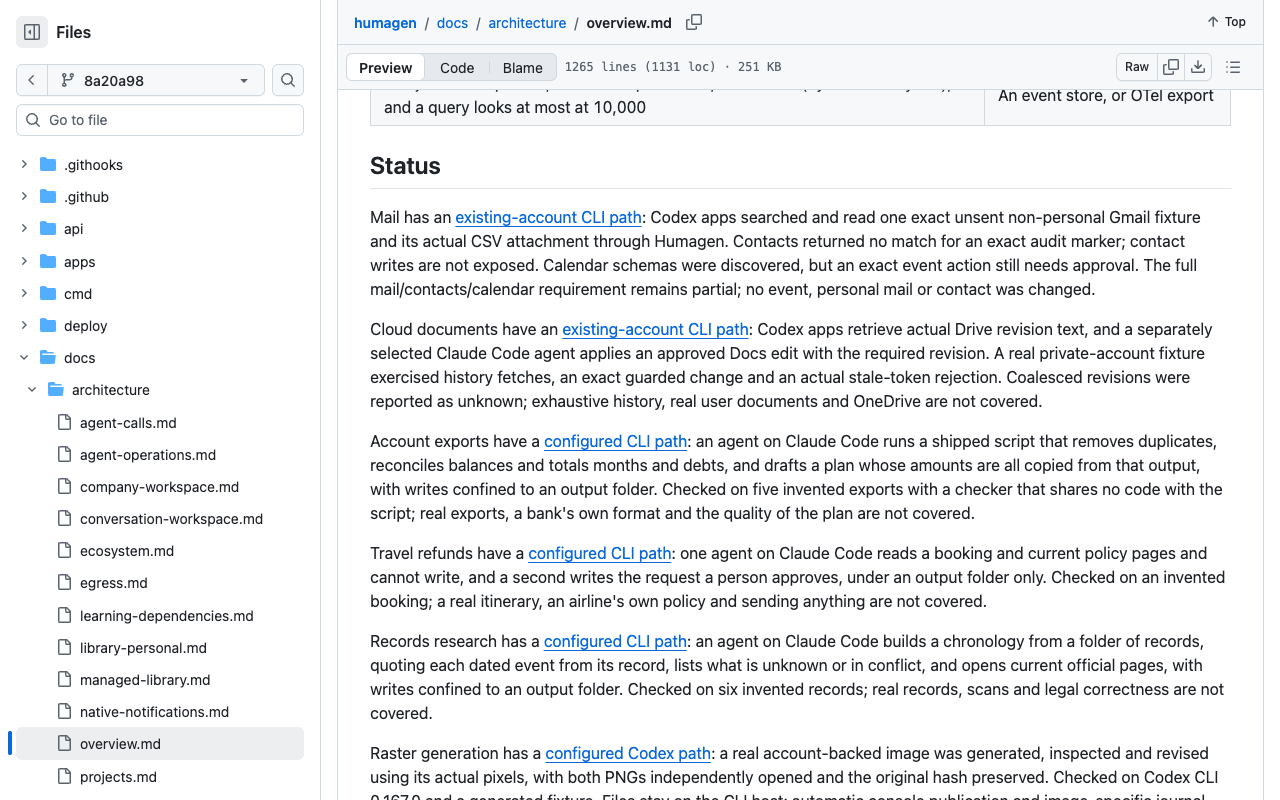 Files
humagen / docs / architecture / overview.md
Top
8a20a98
Preview Code Blame 1265 lines (1131 loc) · 251 KB
Raw
Go to file
.githooks
.github
api
apps
cmd
deploy
docs
architecture
agent-calls.md
agent-operations.md
company-workspace.md
conversation-workspace.md
ecosystem.md
egress.md
learning-dependencies.md
library-personal.md
managed-library.md
native-notifications.md
overview.md
projects.md
and a query looks at most at 10,000
An event store, or OTel export
Status
Mail has an existing-account CLI path: Codex apps searched and read one exact unsent non-personal Gmail fixture
and its actual CSV attachment through Humagen. Contacts returned no match for an exact audit marker; contact
writes are not exposed. Calendar schemas were discovered, but an exact event action still needs approval. The full
mail/contacts/calendar requirement remains partial; no event, personal mail or contact was changed.
Cloud documents have an existing-account CLI path: Codex apps retrieve actual Drive revision text, and a separately
selected Claude Code agent applies an approved Docs edit with the required revision. A real private-account fixture
exercised history fetches, an exact guarded change and an actual stale-token rejection. Coalesced revisions were
reported as unknown; exhaustive history, real user documents and OneDrive are not covered.
Account exports have a configured CLI path: an agent on Claude Code runs a shipped script that removes duplicates,
reconciles balances and totals months and debts, and drafts a plan whose amounts are all copied from that output,
with writes confined to an output folder. Checked on five invented exports with a checker that shares no code with the
script; real exports, a bank's own format and the quality of the plan are not covered.
Travel refunds have a configured CLI path: one agent on Claude Code reads a booking and current policy pages and
cannot write, and a second writes the request a person approves, under an output folder only. Checked on an invented
booking; a real itinerary, an airline's own policy and sending anything are not covered.
Records research has a configured CLI path: an agent on Claude Code builds a chronology from a folder of records,
quoting each dated event from its record, lists what is unknown or in conflict, and opens current official pages, with
writes confined to an output folder. Checked on six invented records; real records, scans and legal correctness are not
covered.
Raster generation has a configured Codex path: a real account-backed image was generated, inspected and revised
using its actual pixels, with both PNGs independently opened and the original hash preserved. Checked on Codex CLI